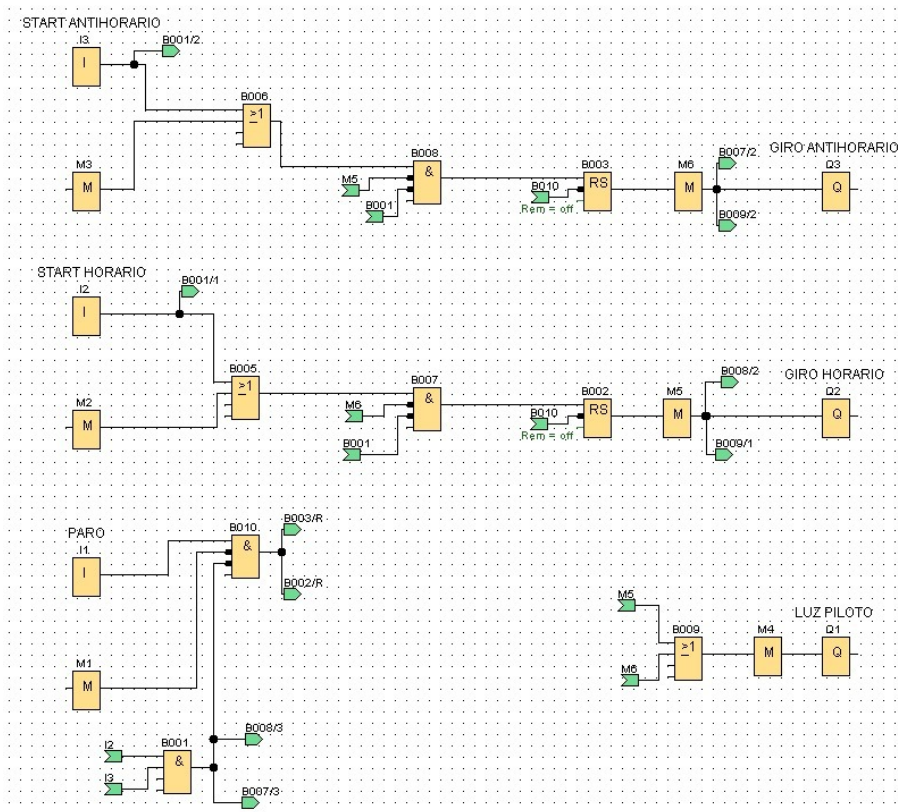 START ANTIHORARIO
I3
B001/2
I
B006
≥1
M3
M
B008
&
M5
B001
B003
RS
B010
Rem = off
M6
M
B007/2
B009/2
GIRO ANTIHORARIO
Q3
Q
START HORARIO
I2
B001/1
I
B005
≥1
M2
M
B007
&
M6
B001
B002
RS
B010
Rem = off
M5
M
B008/2
B009/1
GIRO HORARIO
Q2
Q
PARO
I1
I
B010
&
B003/R
B002/R
M1
M
I2
I3
B001
&
B008/3
B007/3
M5
M6
B009
≥1
M4
M
LUZ PILOTO
Q1
Q